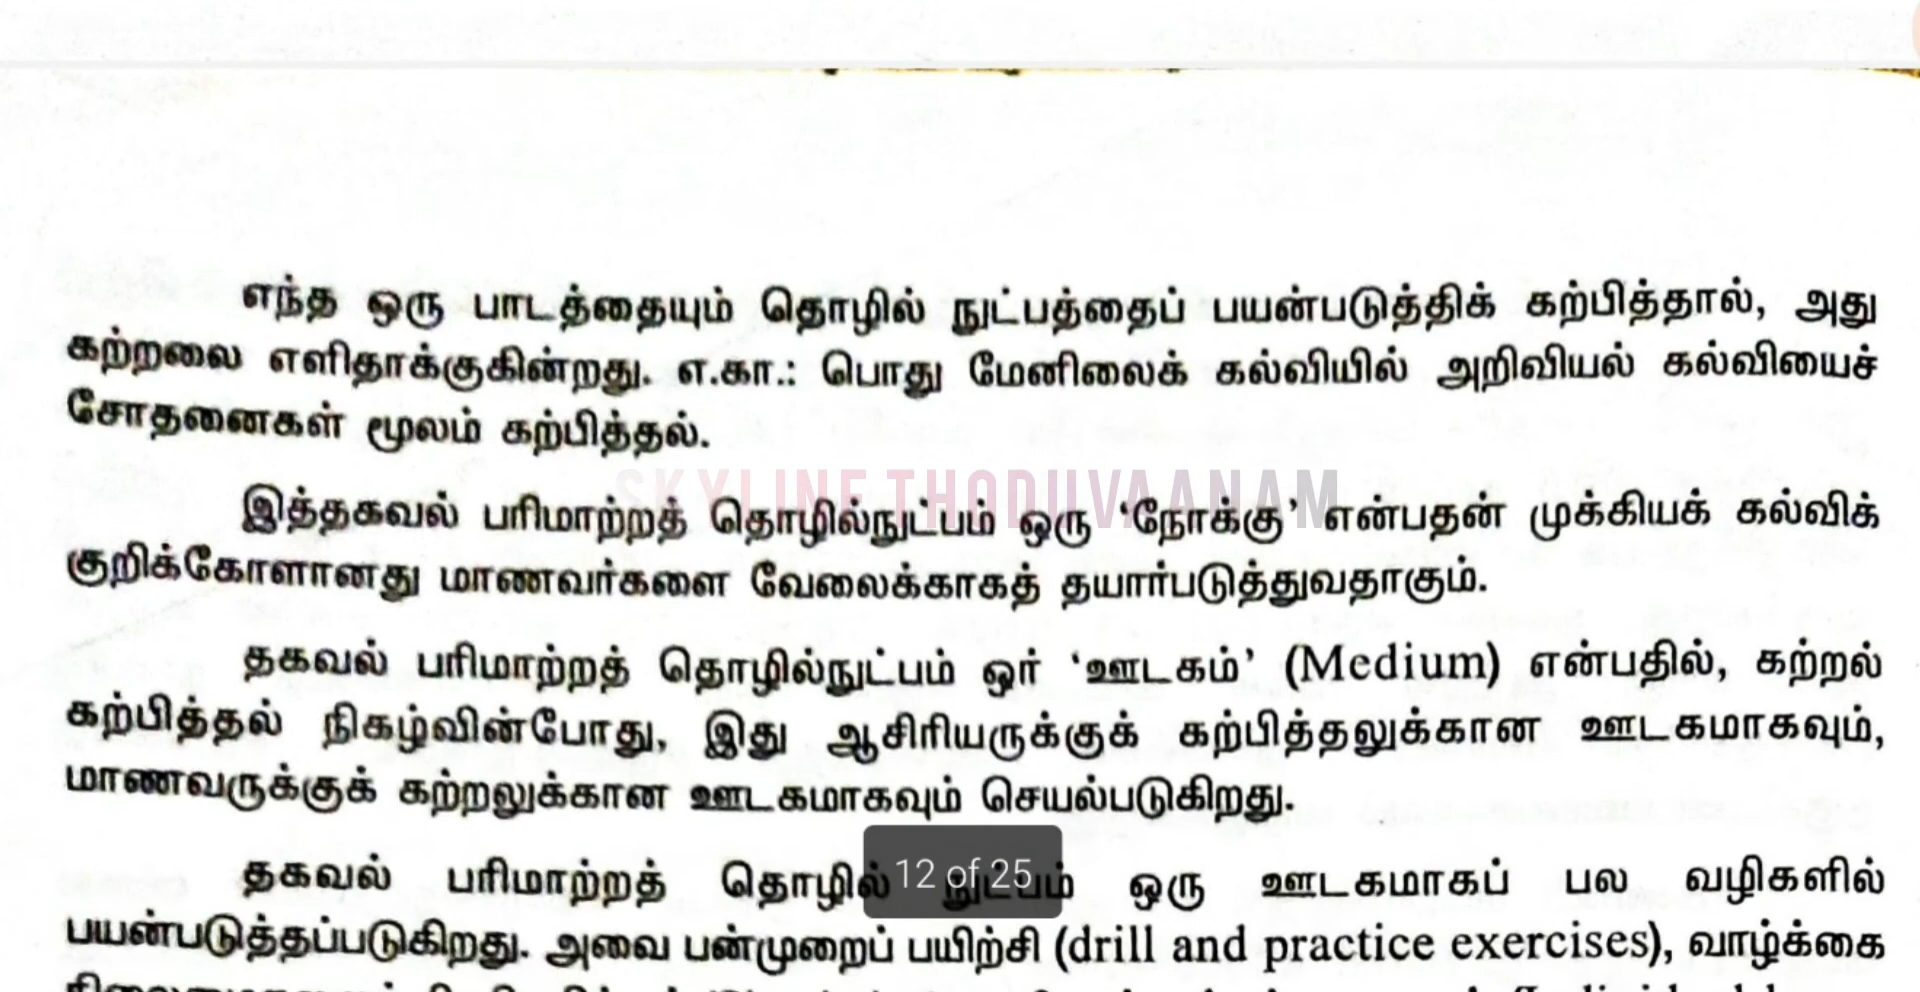 எந்த ஒரு பாடத்தையும் தொழில் நுட்பத்தைப் பயன்படுத்திக் கற்பித்தால், அது
கற்றலை எளிதாக்குகின்றது. எ.கா.: பொது மேனிலைக் கல்வியில் அறிவியல் கல்வியைச்
சோதனைகள் மூலம் கற்பித்தல்.
SKYLINE THODUVAANAM
இத்தகவல் பரிமாற்றத் தொழில்நுட்பம் ஒரு ‘நோக்கு’ என்பதன் முக்கியக் கல்விக்
குறிக்கோளானது மாணவர்களை வேலைக்காகத் தயார்படுத்துவதாகும்.
தகவல் பரிமாற்றத் தொழில்நுட்பம் ஓர் ‘ஊடகம்’ (Medium) என்பதில், கற்றல்
கற்பித்தல் நிகழ்வின்போது, இது ஆசிரியருக்குக் கற்பித்தலுக்கான ஊடகமாகவும்,
மாணவருக்குக் கற்றலுக்கான ஊடகமாகவும் செயல்படுகிறது.
தகவல் பரிமாற்றத் தொழில் நுட்பம் ஒரு ஊடகமாகப் பல வழிகளில்
12 of 25
பயன்படுத்தப்படுகிறது. அவை பன்முறைப் பயிற்சி (drill and practice exercises), வாழ்க்கை